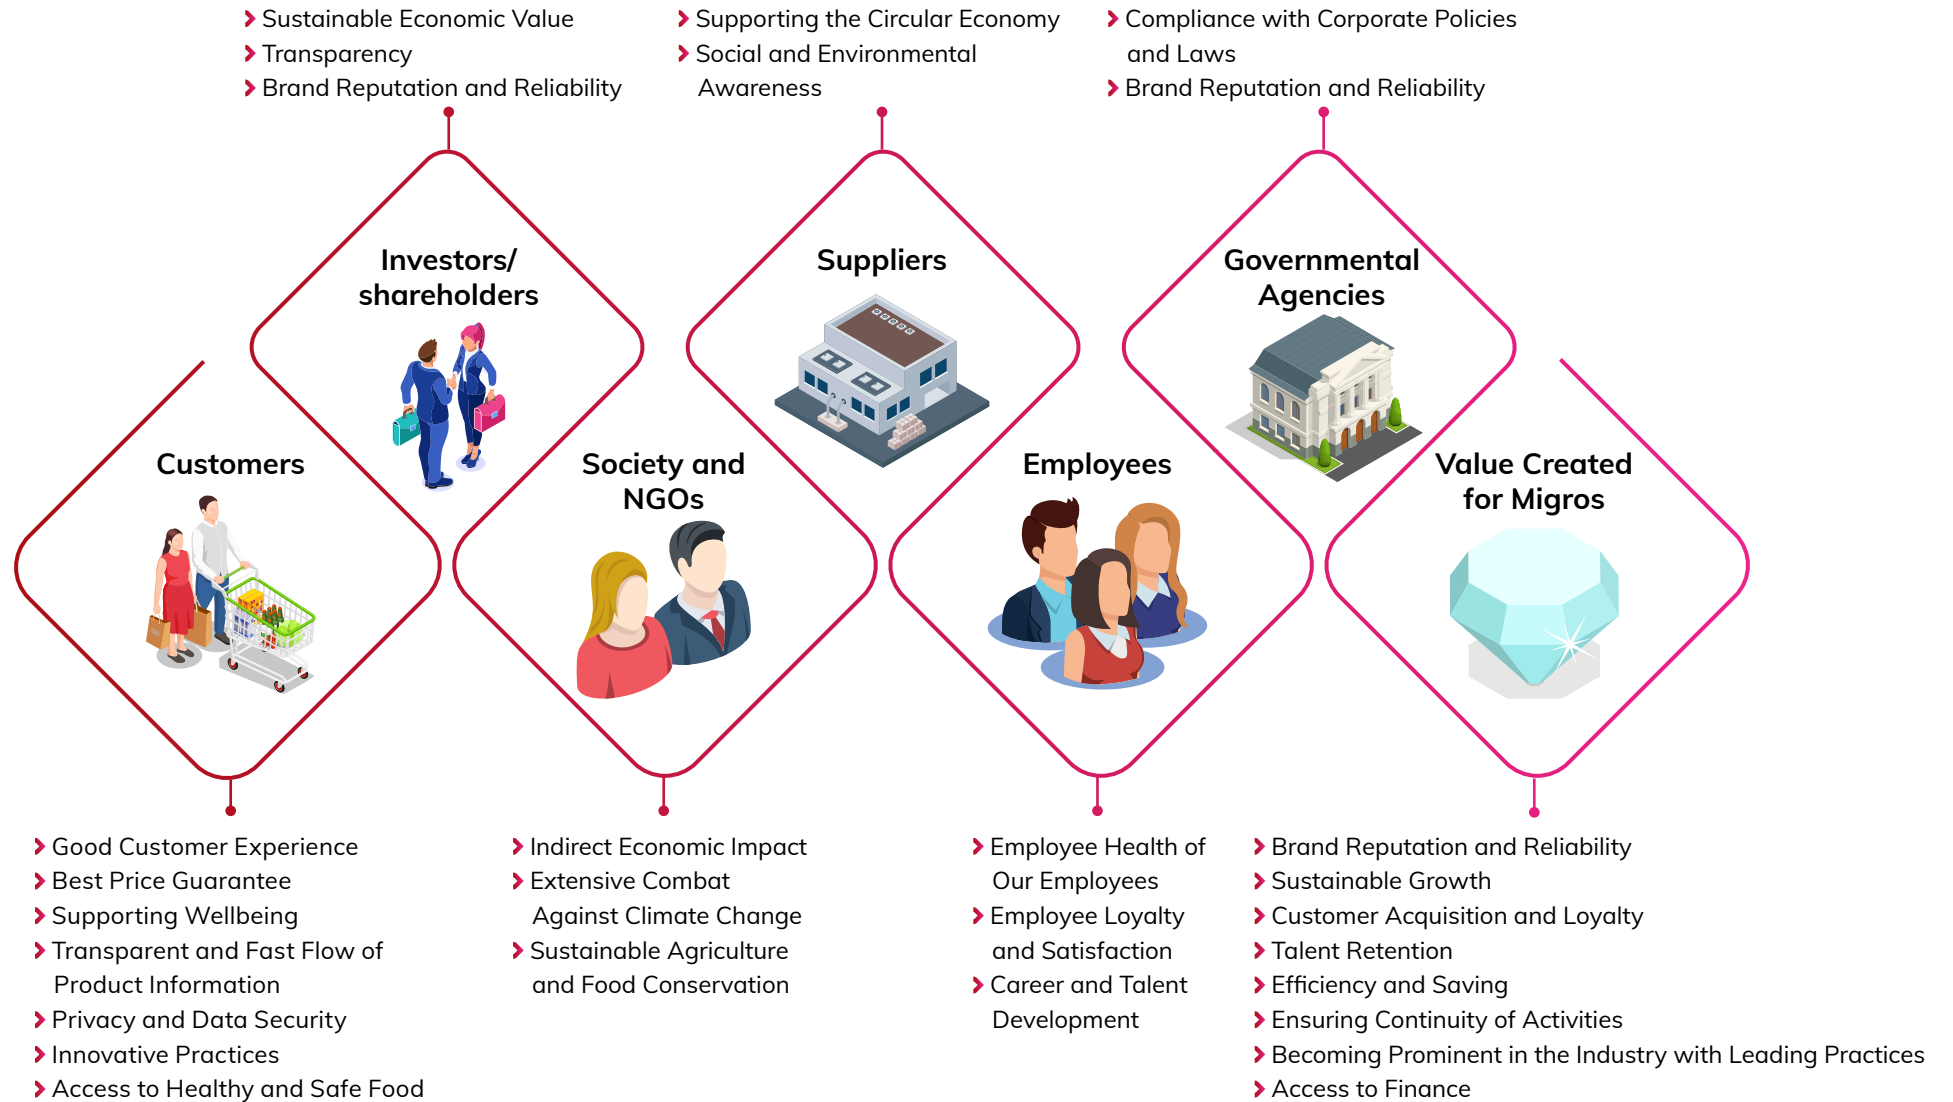 Sustainable Economic Value
Transparency
Brand Reputation and Reliability
Supporting the Circular Economy
Social and Environmental
Awareness
Compliance with Corporate Policies
and Laws
Brand Reputation and Reliability
Investors/
shareholders
Suppliers
Governmental
Agencies
Customers
Society and
NGOs
Employees
Value Created
for Migros
Good Customer Experience
Best Price Guarantee
Supporting Wellbeing
Transparent and Fast Flow of
Product Information
Privacy and Data Security
Innovative Practices
Access to Healthy and Safe Food
Indirect Economic Impact
Extensive Combat
Against Climate Change
Sustainable Agriculture
and Food Conservation
Employee Health of
Our Employees
Employee Loyalty
and Satisfaction
Career and Talent
Development
Brand Reputation and Reliability
Sustainable Growth
Customer Acquisition and Loyalty
Talent Retention
Efficiency and Saving
Ensuring Continuity of Activities
Becoming Prominent in the Industry with Leading Practices
Access to Finance